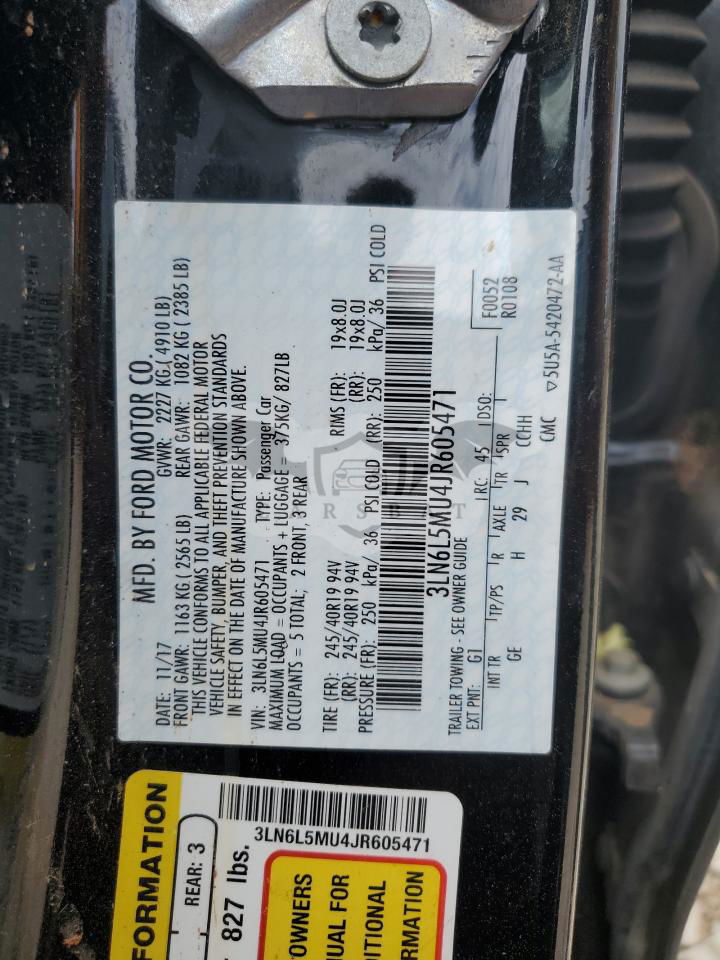 MFD. BY FORD MOTOR CO.
DATE: 11/17 GVWR: 2227 KG ( 4910 LB)
FRONT GAWR: 1163 KG ( 2565 LB) REAR GAWR: 1082 KG ( 2385 LB)
THIS VEHICLE CONFORMS TO ALL APPLICABLE FEDERAL MOTOR
VEHICLE SAFETY, BUMPER, AND THEFT PREVENTION STANDARDS
IN EFFECT ON THE DATE OF MANUFACTURE SHOWN ABOVE.
VIN: 3LN6L5MU4JR605471 TYPE: Passenger Car
MAXIMUM LOAD = OCCUPANTS + LUGGAGE = 375KG/ 827LB
OCCUPANTS = 5 TOTAL; 2 FRONT, 3 REAR
TIRE (FR): 245/40R19 94V RIMS (FR): 19x8.0J
(RR): 245/40R19 94V (RR): 19x8.0J
PRESSURE (FR): 250 kPa/ 36 PSI COLD (RR): 250 kPa/ 36 PSI COLD
3LN6L5MU4JR605471
TRAILER TOWING - SEE OWNER GUIDE
F0052
EXT PNT: G1 RC: 45 DSO: R0108
INT TR TP/PS R AXLE TR SPR
GE H 29 J CCHH
CMC ▽5U5A-5420472-AA
3LN6L5MU4JR605471
FORMATION
REAR: 3
827 lbs.
OWNERS
UAL FOR
DITIONAL
RMATION